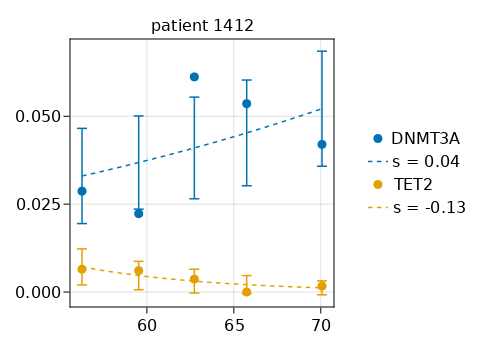 patient 1412
0.050
0.025
0.000
60
65
70
DNMT3A
s = 0.04
TET2
s = -0.13